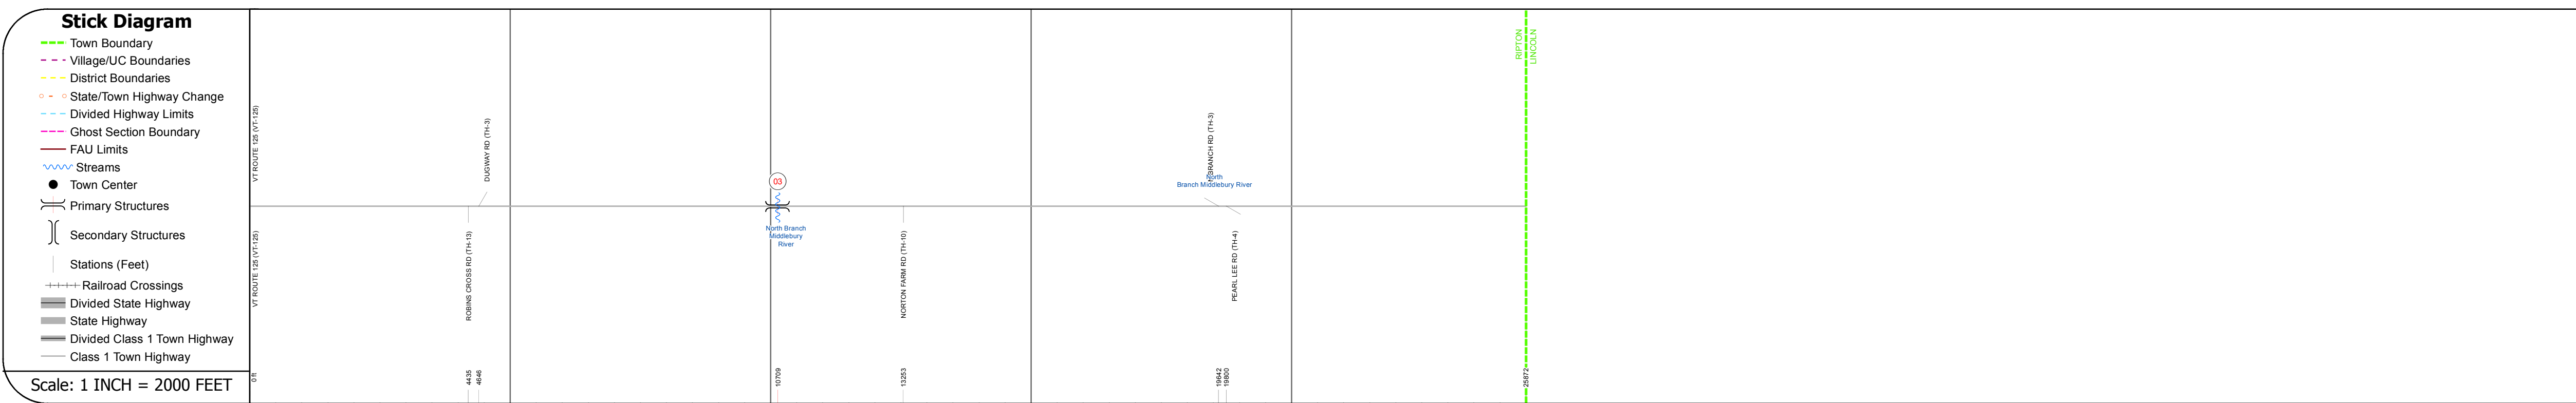 Stick Diagram
Town Boundary
Village/UC Boundaries
District Boundaries
State/Town Highway Change
Divided Highway Limits
Ghost Section Boundary
FAU Limits
Streams
Town Center
Primary Structures
Secondary Structures
Stations (Feet)
Railroad Crossings
Divided State Highway
State Highway
Divided Class 1 Town Highway
Class 1 Town Highway
Scale: 1 INCH = 2000 FEET
VT ROUTE 125 (VT-125)
VT ROUTE 125 (VT-125)
0 ft
DUGWAY RD (TH-3)
ROBINS CROSS RD (TH-13)
4435
4646
03
North Branch
Middlebury
River
10709
NORTON FARM RD (TH-10)
13253
BRANCH RD (TH-3)
North
Branch Middlebury River
PEARL LEE RD (TH-4)
19642
19800
RIPTON
LINCOLN
25872